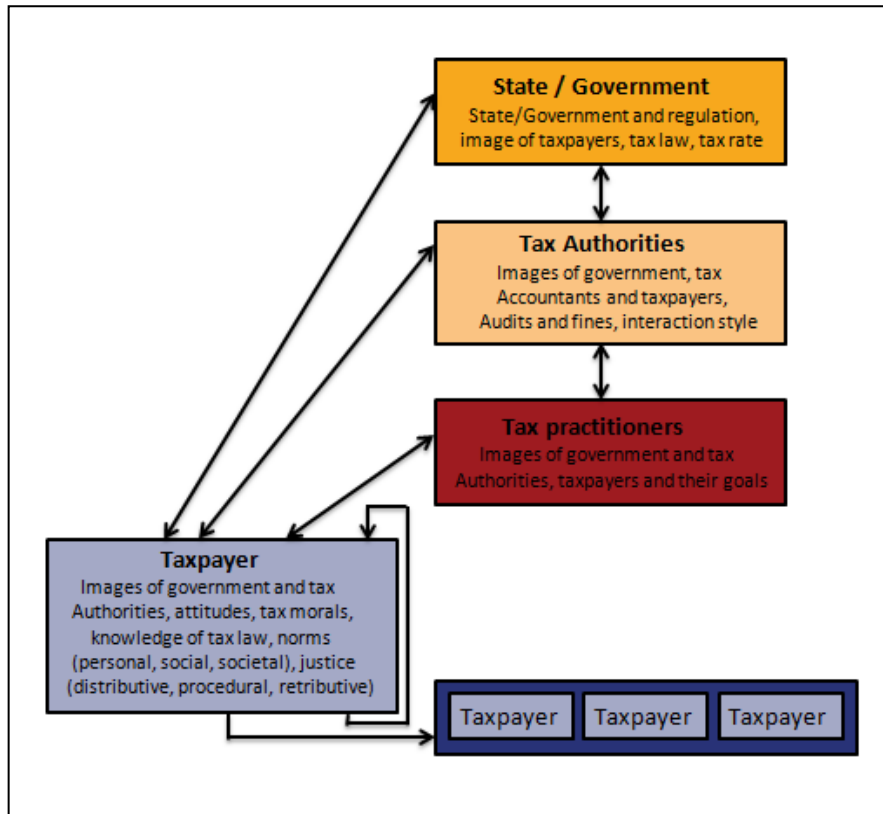 State / Government
State/Government and regulation,
image of taxpayers, tax law, tax rate
Tax Authorities
Images of government, tax
Accountants and taxpayers,
Audits and fines, interaction style
Tax practitioners
Images of government and tax
Authorities, taxpayers and their goals
Taxpayer
Images of government and tax
Authorities, attitudes, tax morals,
knowledge of tax law, norms
(personal, social, societal), justice
(distributive, procedural, retributive)
Taxpayer
Taxpayer
Taxpayer